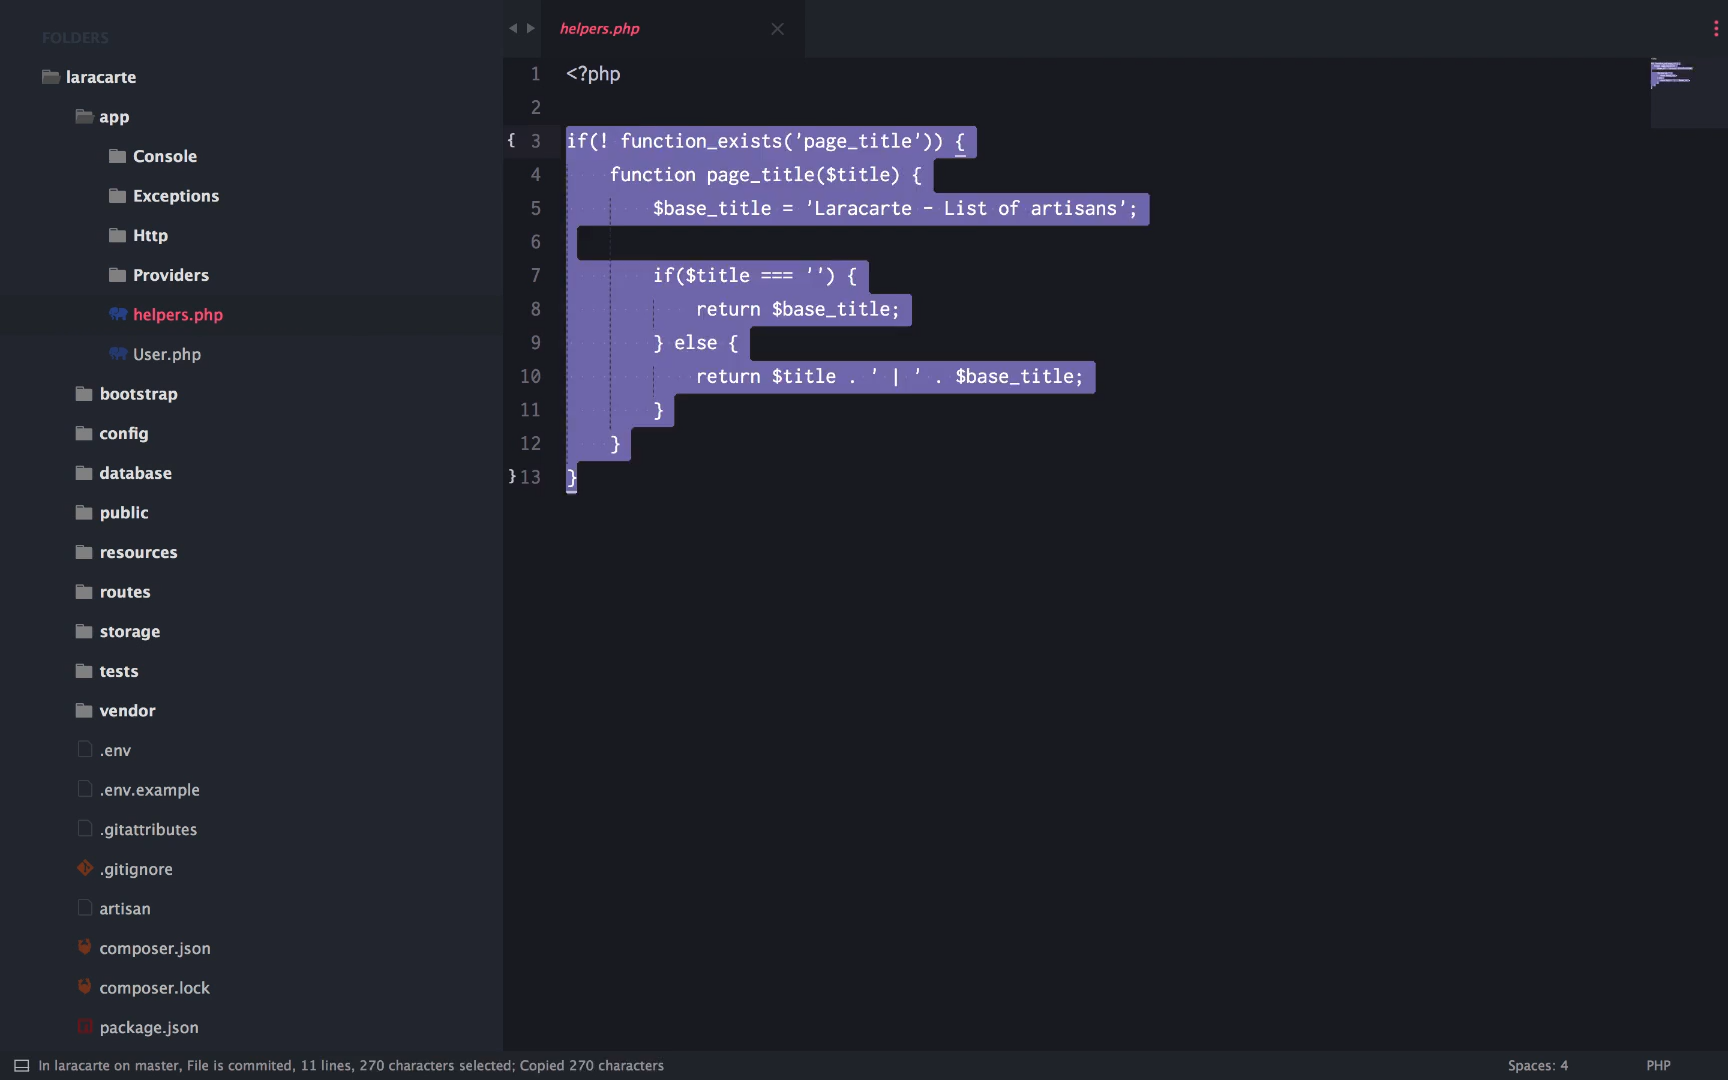 FOLDERS
laracarte
app
Console
Exceptions
Http
Providers
helpers.php
User.php
bootstrap
config
database
public
resources
routes
storage
tests
vendor
.env
.env.example
.gitattributes
.gitignore
artisan
composer.json
composer.lock
package.json
helpers.php
1 <?php
2
{ 3 if(! function_exists('page_title')) {
4 function page_title($title) {
5 $base_title = 'Laracarte - List of artisans';
6
7 if($title === '') {
8 return $base_title;
9 } else {
10 return $title . ' | ' . $base_title;
11 }
12 }
} 13 }
In laracarte on master, File is commited, 11 lines, 270 characters selected; Copied 270 characters
Spaces: 4
PHP